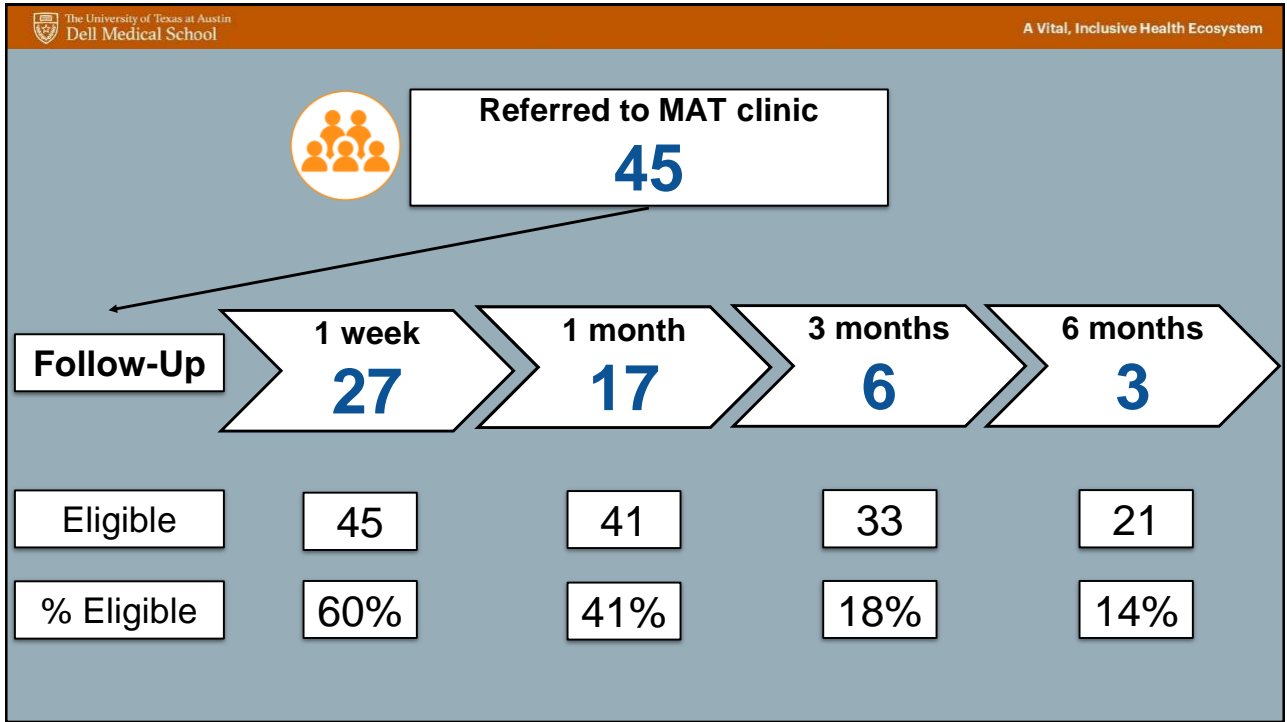 The University of Texas at Austin
Dell Medical School
A Vital, Inclusive Health Ecosystem
Referred to MAT clinic
45
Follow-Up
1 week
27
1 month
17
3 months
6
6 months
3
Eligible
45
41
33
21
% Eligible
60%
41%
18%
14%